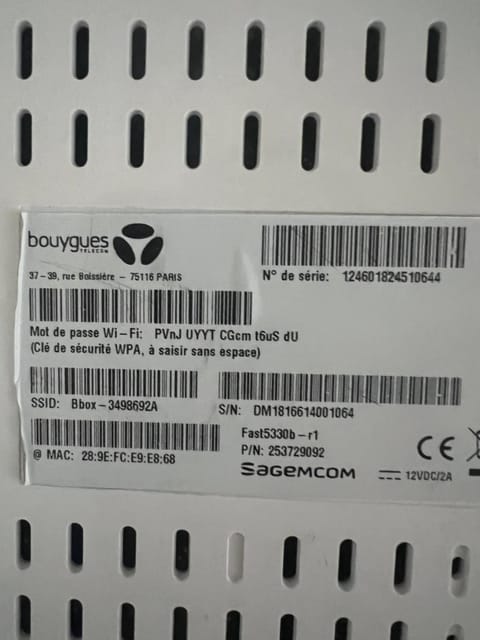 bouygues
TELECOM
37-39, rue Boissière - 75116 PARIS
N° de série: 124601824510644
Mot de passe Wi-Fi: PVnJ UYYT CGcm t6uS dU
(Clé de sécurité WPA, à saisir sans espace)
SSID: Bbox-3498692A
S/N: DM1816614001064
Fast5330b-r1
@ MAC: 28:9E:FC:E9:E8:68
P/N: 253729092
SAGEMCOM
CE
12VDC/2A